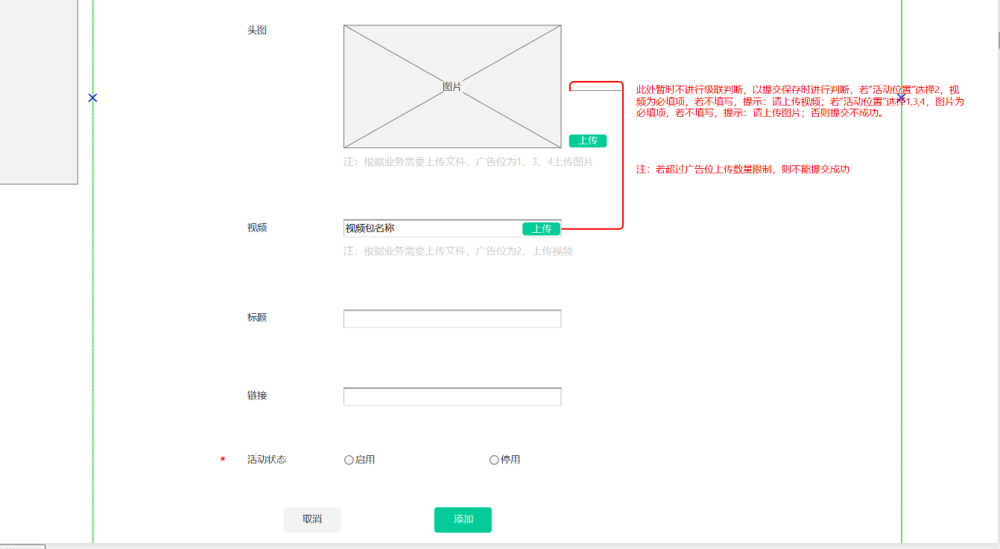 头图
图片
此处暂时不进行级联判断，以提交保存时进行判断，若“活动位置”选择2，视
频为必填项，若不填写，提示：请上传视频；若“活动位置”选择1,3,4，图片为
必填项，若不填写，提示：请上传图片；否则提交不成功。
上传
注：根据业务需要上传文件，广告位为1、3、4上传图片
注：若超过广告位上传数量限制，则不能提交成功
视频
视频包名称
上传
注：根据业务需要上传文件，广告位为2，上传视频
标题
链接
* 活动状态
启用
停用
取消
添加